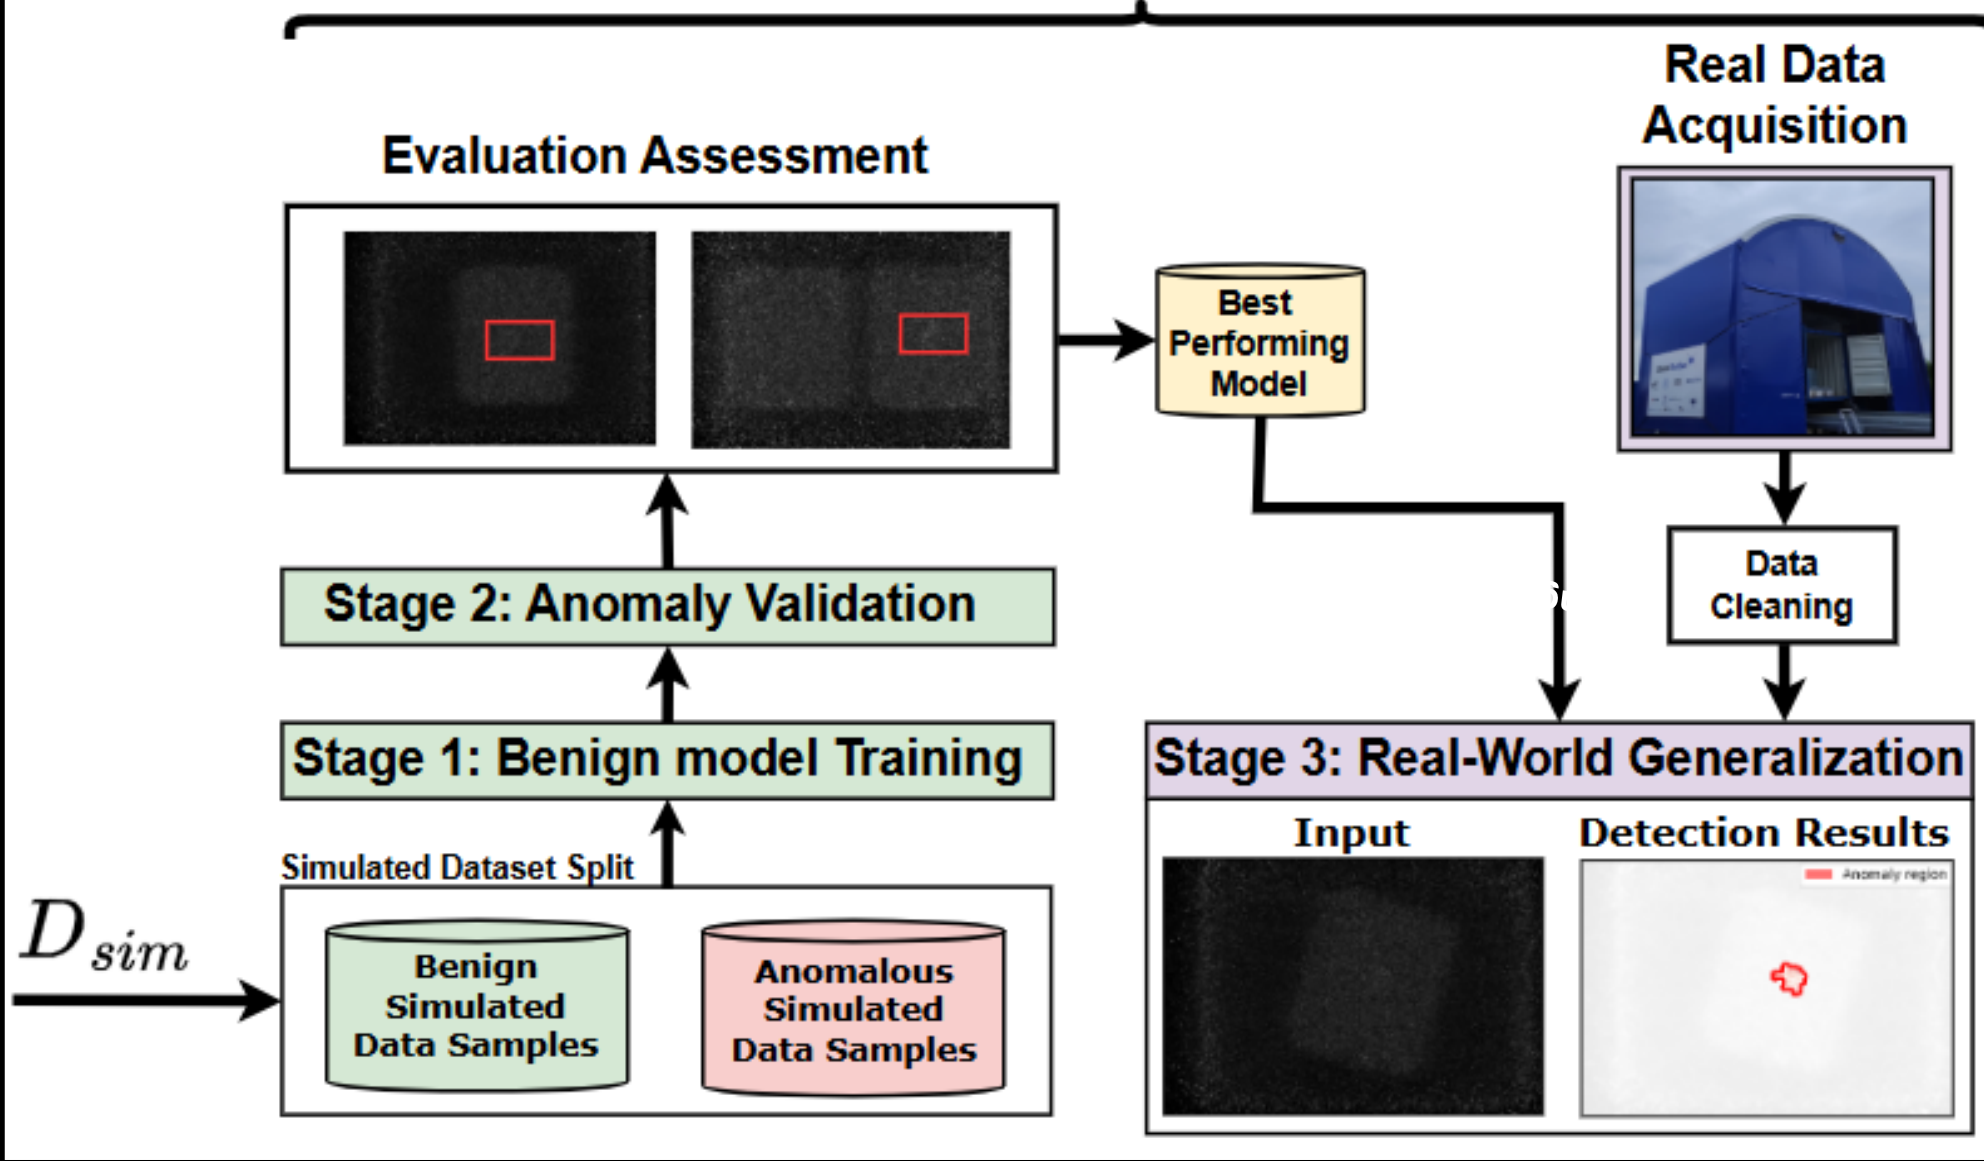 Real Data
Acquisition
Evaluation Assessment
Best
Performing
Model
Data
Cleaning
Stage 2: Anomaly Validation
Stage 1: Benign model Training
Stage 3: Real-World Generalization
Input
Detection Results
Anomaly region
Simulated Dataset Split
D sim
Benign
Simulated
Data Samples
Anomalous
Simulated
Data Samples